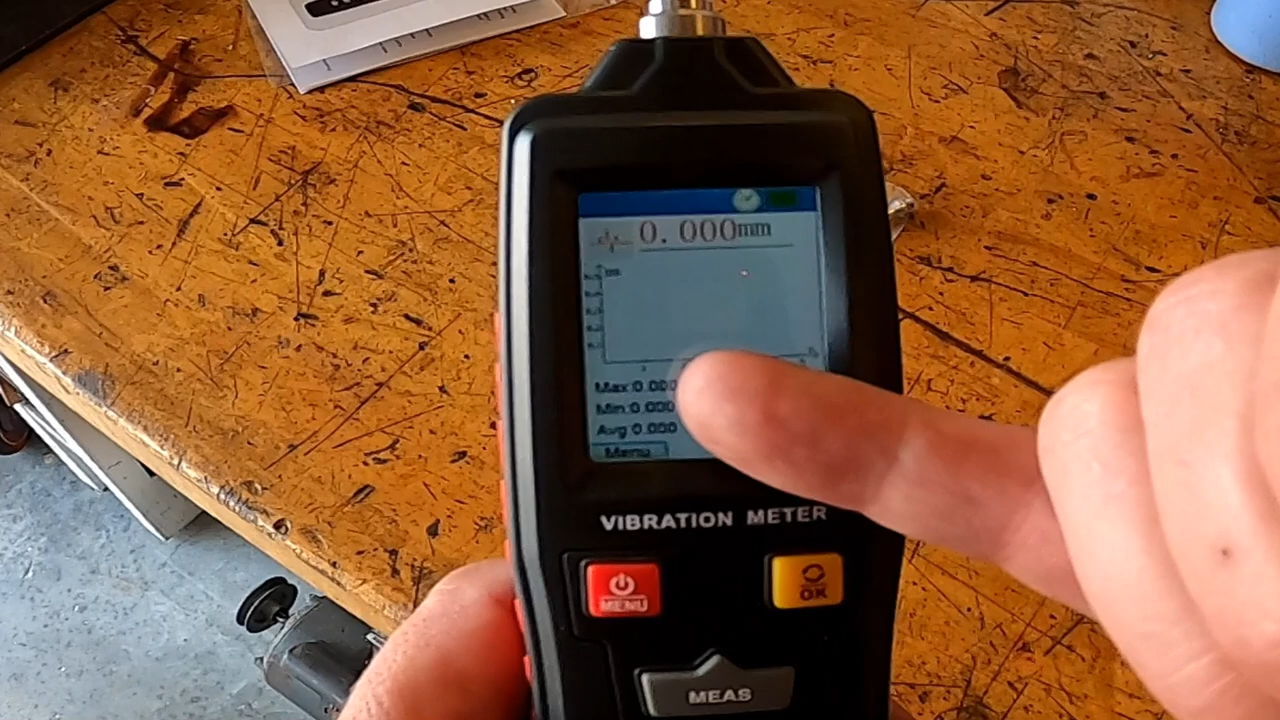 0.000mm
Max:0.000
Min:0.000
Avg 0.000
Menu
VIBRATION METER
MENU
OK
MEAS